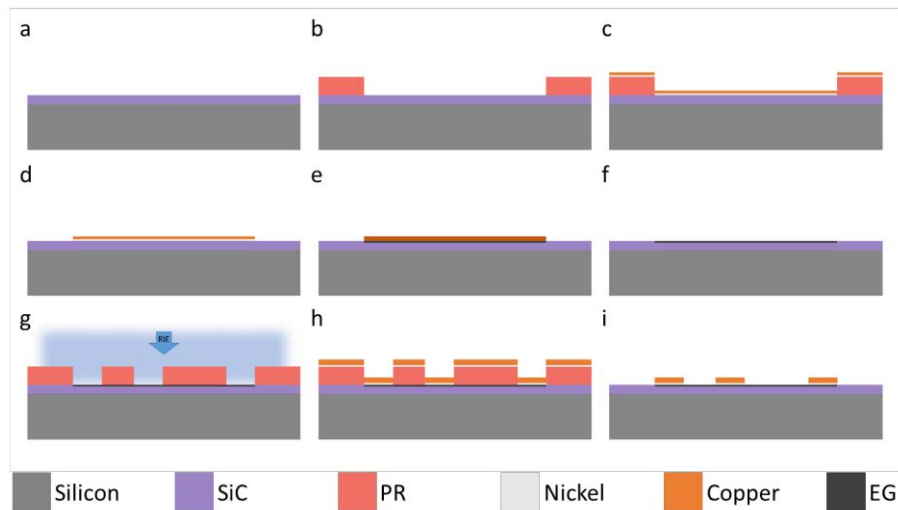 a b c
d e f
g h i
RIE
Silicon SiC PR Nickel Copper EG